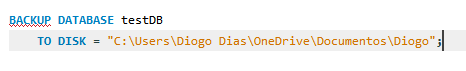 BACKUP DATABASE testDB
TO DISK = "C:\Users\Diogo Dias\OneDrive\Documentos\Diogo";